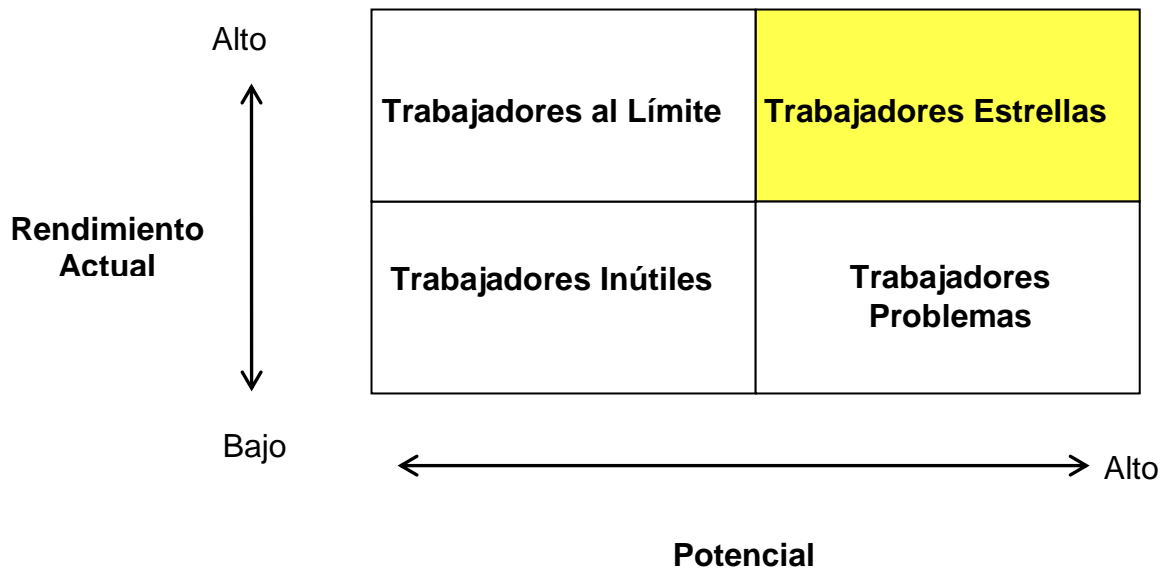 Alto
Trabajadores al Límite
Trabajadores Estrellas
Rendimiento
Actual
Trabajadores Inútiles
Trabajadores
Problemas
Bajo
Alto
Potencial